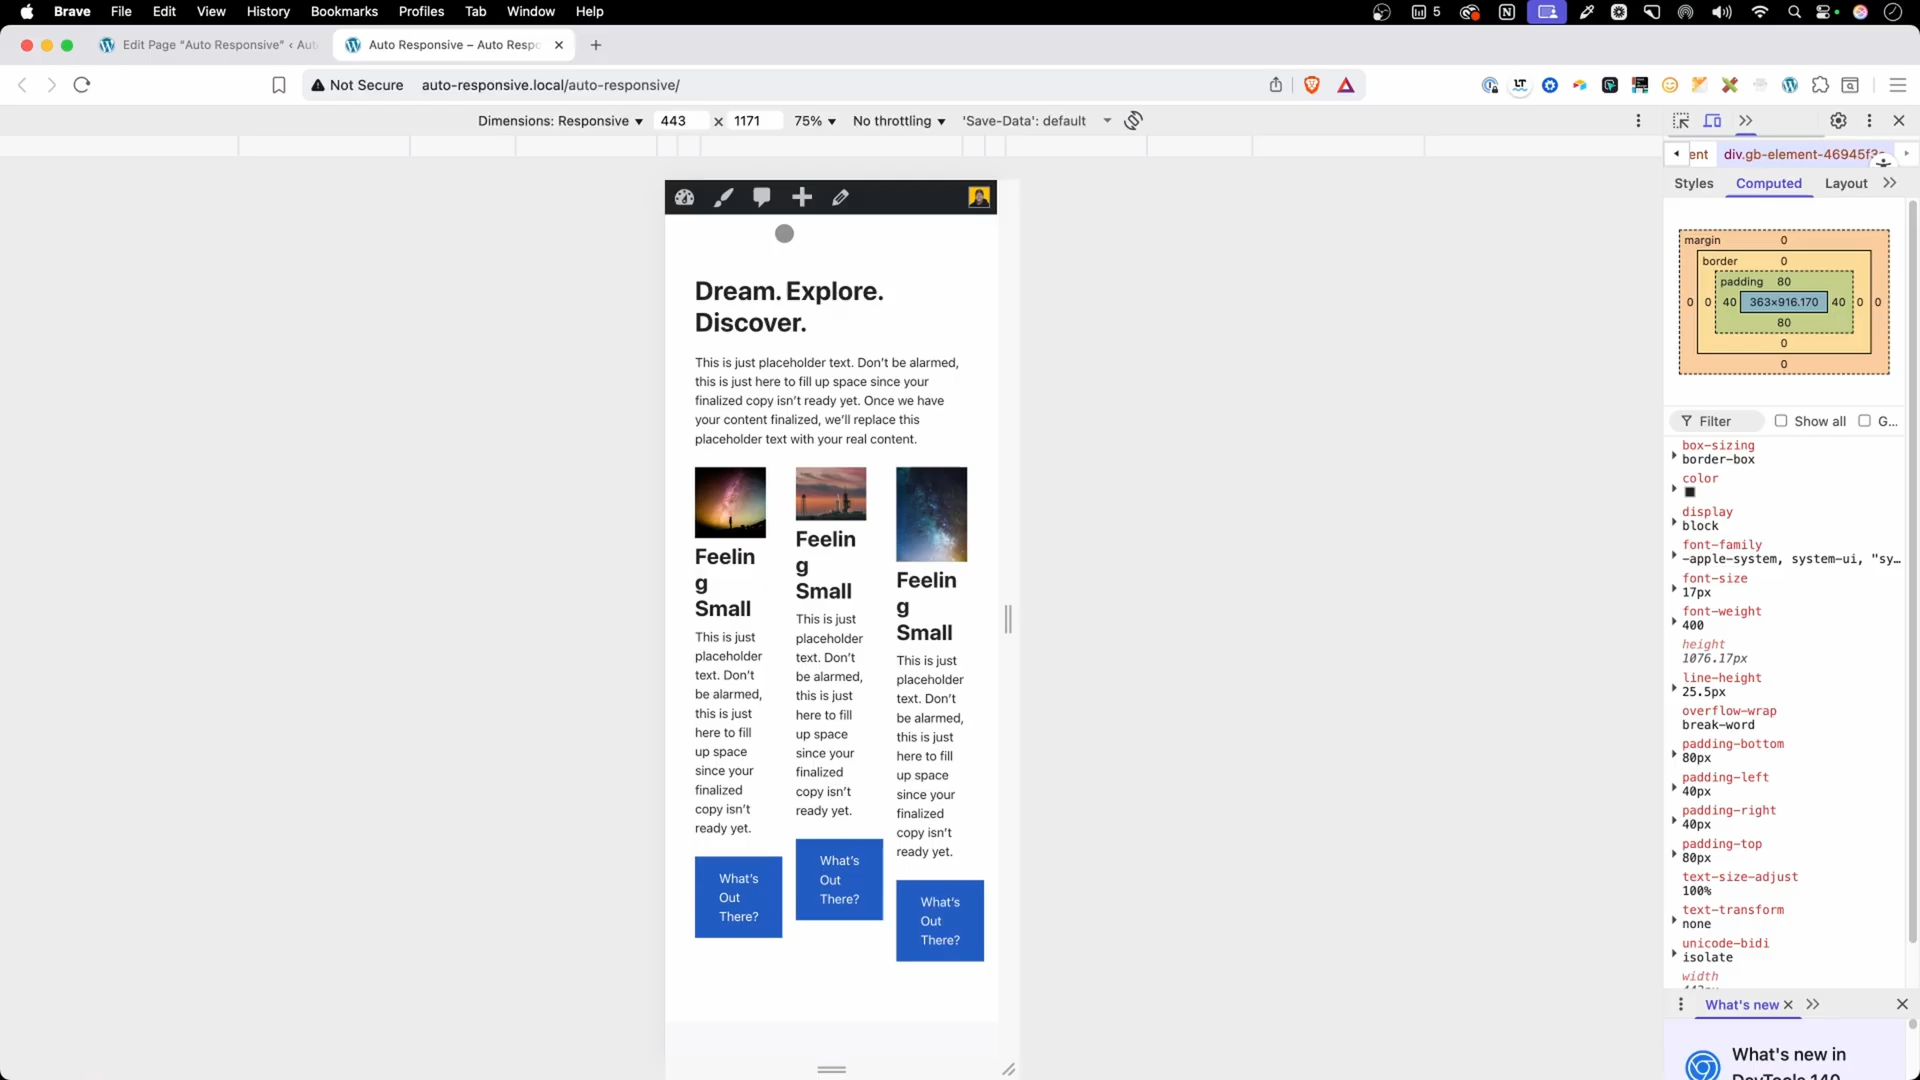 Brave File Edit View History Bookmarks Profiles Tab Window Help
5
Edit Page “Auto Responsive” ‹ Aut
Auto Responsive – Auto Resp
Not Secure auto-responsive.local/auto-responsive/
Dimensions: Responsive 443 x 1171 75% No throttling 'Save-Data': default
ent div.gb-element-46945f3
Styles Computed Layout
margin 0
border 0
padding 80
0 0 40 363×916.170 40 0 0
80
0
0
Filter Show all G...
box-sizing
border-box
color
display
block
font-family
-apple-system, system-ui, "sy…
font-size
17px
font-weight
400
height
1076.17px
line-height
25.5px
overflow-wrap
break-word
padding-bottom
80px
padding-left
40px
padding-right
40px
padding-top
80px
text-size-adjust
100%
text-transform
none
unicode-bidi
isolate
width
What's new
What's new in
DevTools 140
Dream. Explore.
Discover.
This is just placeholder text. Don’t be alarmed,
this is just here to fill up space since your
finalized copy isn’t ready yet. Once we have
your content finalized, we’ll replace this
placeholder text with your real content.
Feelin
g
Small
This is just
placeholder
text. Don’t
be alarmed,
this is just
here to fill
up space
since your
finalized
copy isn’t
ready yet.
What’s
Out
There?
Feelin
g
Small
This is just
placeholder
text. Don’t
be alarmed,
this is just
here to fill
up space
since your
finalized
copy isn’t
ready yet.
What’s
Out
There?
Feelin
g
Small
This is just
placeholder
text. Don’t
be alarmed,
this is just
here to fill
up space
since your
finalized
copy isn’t
ready yet.
What’s
Out
There?